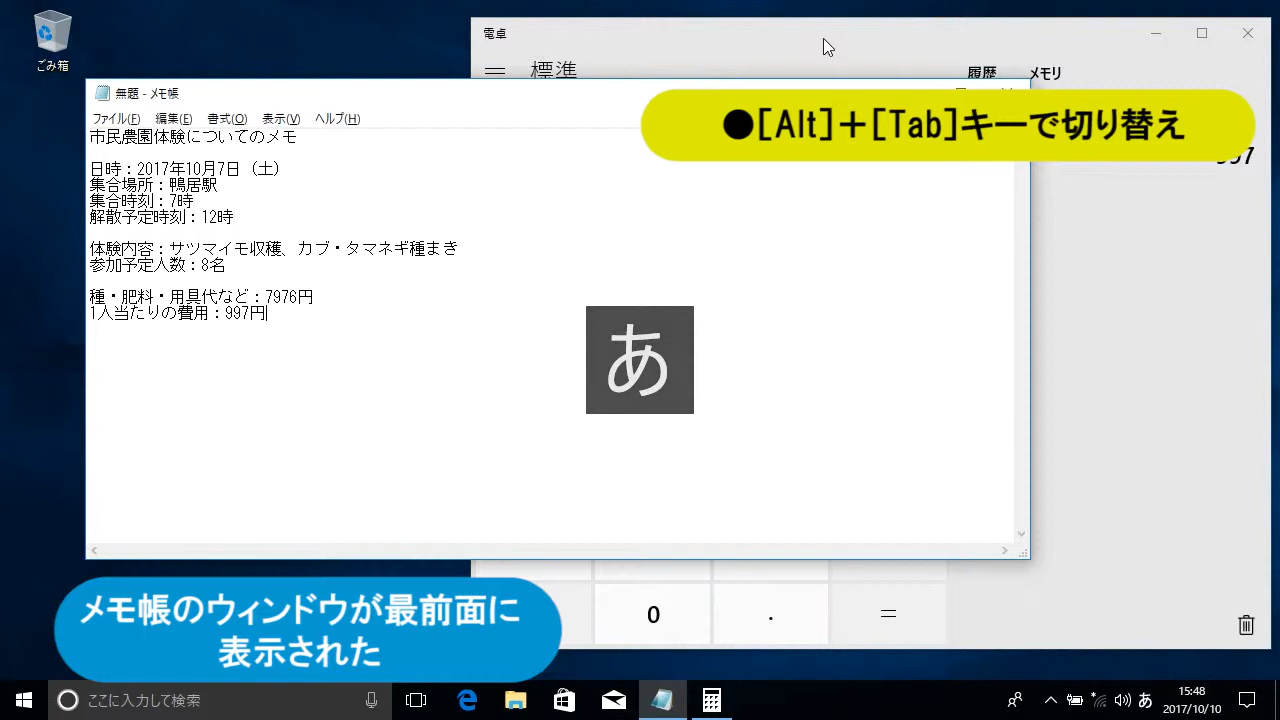 ごみ箱
電卓
標準
履歴 メモリ
無題 - メモ帳
ファイル(F) 編集(E) 書式(O) 表示(V) ヘルプ(H)
●[Alt]+[Tab]キーで切り替え
市民農園体験についてのメモ
日時：2017年10月7日（土）
集合場所：鴨居駅
集合時刻：7時
解散予定時刻：12時
体験内容：サツマイモ収穫、カブ・タマネギ種まき
参加予定人数：8名
種・肥料・用具代など：7976円
1人当たりの費用：997円
あ
0 . =
メモ帳のウィンドウが最前面に
表示された
ここに入力して検索
あ
15:48
2017/10/10